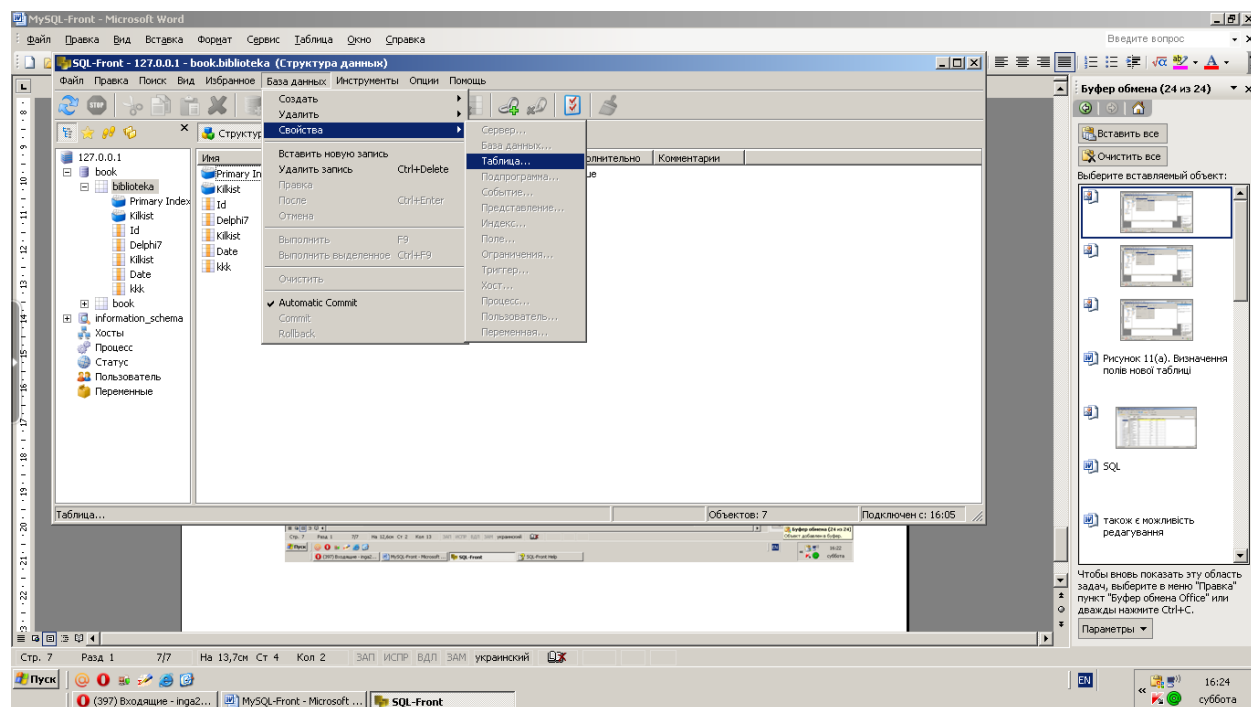 MySQL-Front - Microsoft Word
Файл Правка Вид Вставка Формат Сервис Таблица Окно Справка
Введите вопрос
SQL-Front - 127.0.0.1 - book.biblioteka (Структура данных)
Файл Правка Поиск Вид Избранное База данных Инструменты Опции Помощь
Создать
Удалить
Свойства
Вставить новую запись
Удалить запись Ctrl+Delete
Правка
После Ctrl+Enter
Отмена
Выполнить F9
Выполнить выделенное Ctrl+F9
Очистить
Automatic Commit
Commit
Rollback
Сервер...
База данных...
Таблица...
Подпрограмма...
Событие...
Представление...
Индекс...
Поле...
Ограничения...
Триггер...
Хост...
Процесс...
Пользователь...
Переменная...
127.0.0.1
book
biblioteka
Primary Index
Kilkist
Id
Delphi7
Kilkist
Date
kkk
book
information_schema
Хосты
Процесс
Статус
Пользователь
Переменные
Структур
Имя
Primary In
Kilkist
Id
Delphi7
Kilkist
Date
kkk
олнительно Комментарии
ue
Таблица...
Объектов: 7
Подключен с: 16:05
Буфер обмена (24 из 24)
Вставить все
Очистить все
Выберите вставляемый объект:
Рисунок 11(а). Визначення
полів нової таблиці
SQL
також є можливість
редагування
Чтобы вновь показать эту область
задач, выберите в меню "Правка"
пункт "Буфер обмена Office" или
дважды нажмите Ctrl+C.
Параметры
Стр. 7 Разд 1 7/7 На 13,7см Ст 4 Кол 2 ЗАП ИСПР ВДЛ ЗАМ украинский
Пуск
EN
16:24
суббота
(397) Входящие - inga2... MySQL-Front - Microsoft ... SQL-Front